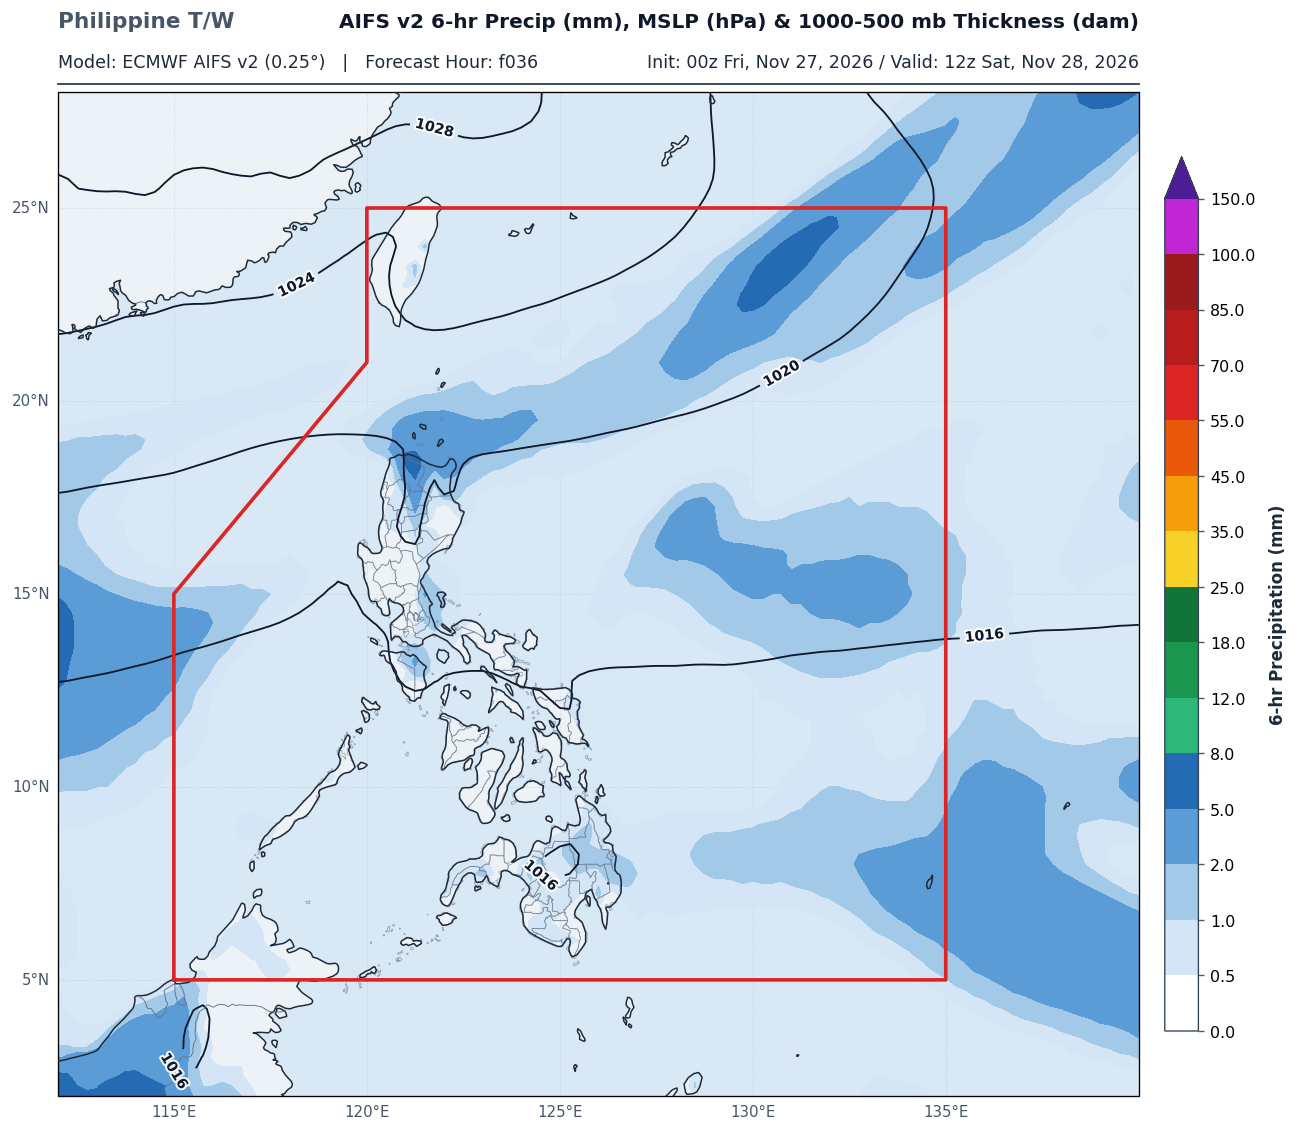 Philippine T/W
AIFS v2 6-hr Precip (mm), MSLP (hPa) & 1000-500 mb Thickness (dam)
Model: ECMWF AIFS v2 (0.25°)   |   Forecast Hour: f036
Init: 00z Fri, Nov 27, 2026 / Valid: 12z Sat, Nov 28, 2026
1028
1024
1020
1016
1016
1016
25°N
20°N
15°N
10°N
5°N
115°E
120°E
125°E
130°E
135°E
150.0
100.0
85.0
70.0
55.0
45.0
35.0
25.0
18.0
12.0
8.0
5.0
2.0
1.0
0.5
0.0
6-hr Precipitation (mm)